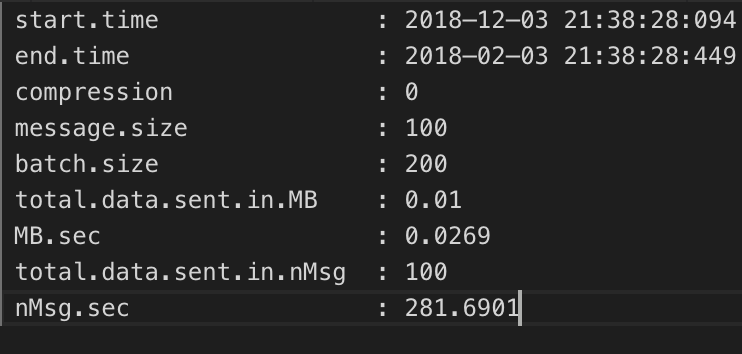 start.time : 2018-12-03 21:38:28:094
end.time : 2018-02-03 21:38:28:449
compression : 0
message.size : 100
batch.size : 200
total.data.sent.in.MB : 0.01
MB.sec : 0.0269
total.data.sent.in.nMsg : 100
nMsg.sec : 281.6901